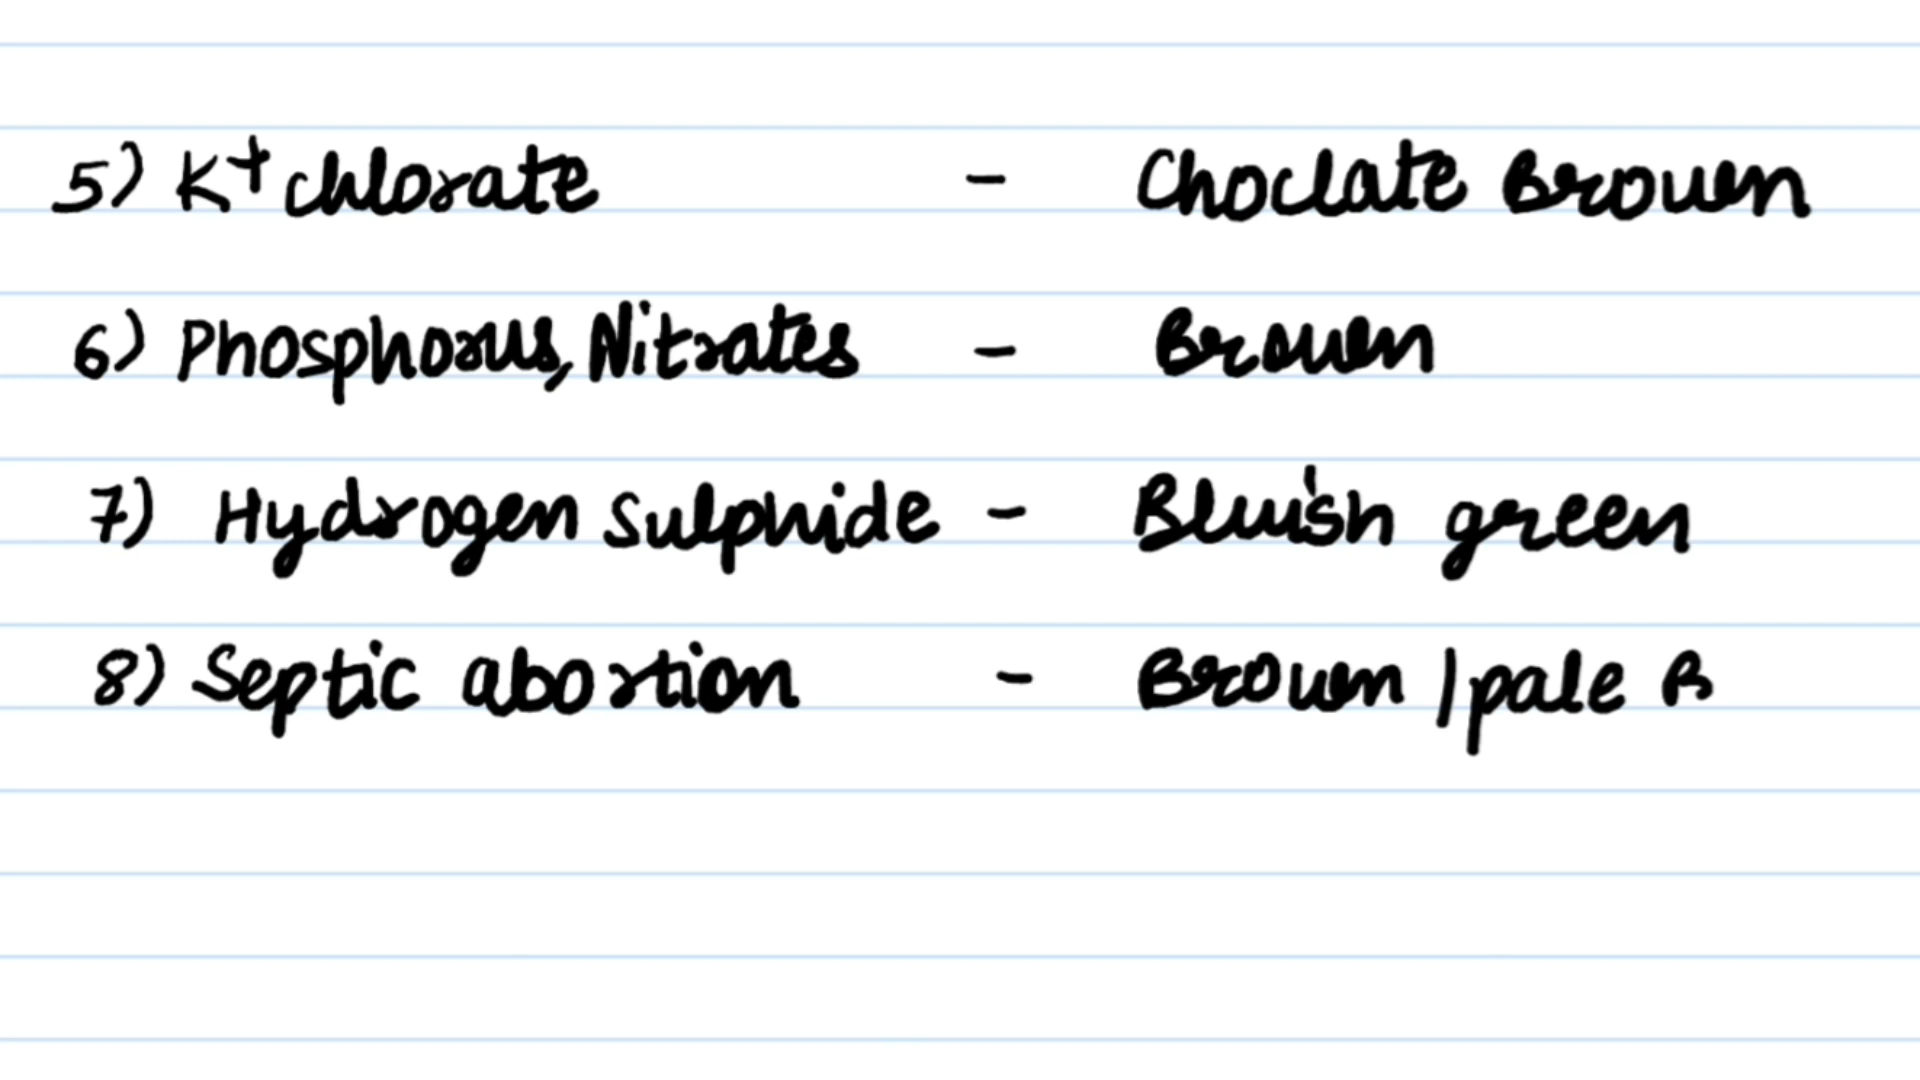 5) K+ chlorate - Choclate Brown
6) Phosphorus, Nitrates - Brown
7) Hydrogen Sulphide - Bluish green
8) Septic abortion - Brown / pale B